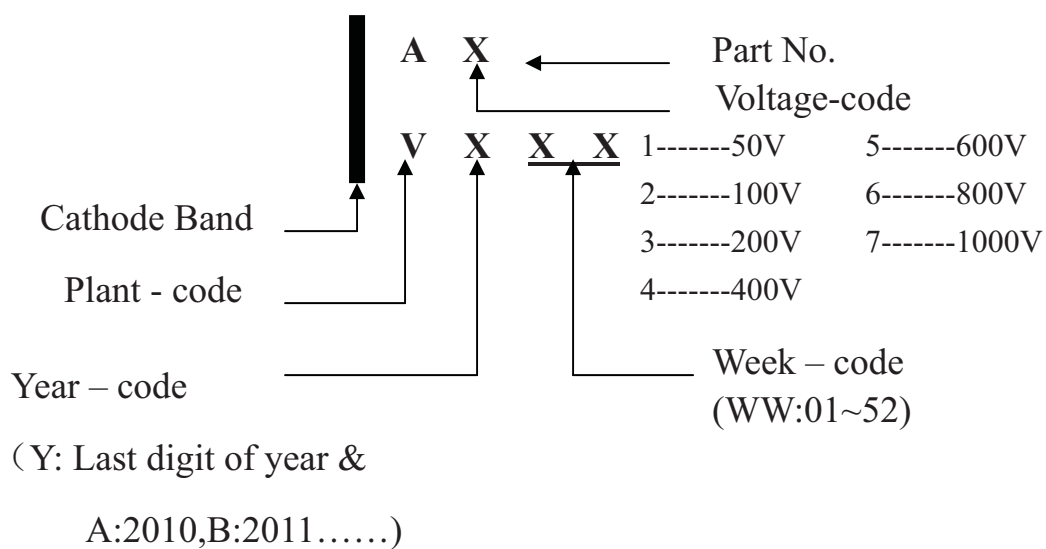 A X Part No.
Voltage-code
V X X X 1-------50V 5-------600V
2-------100V 6-------800V
Cathode Band
3-------200V 7-------1000V
Plant - code 4-------400V
Week – code
Year – code
(WW:01~52)
（Y: Last digit of year &
A:2010,B:2011……)